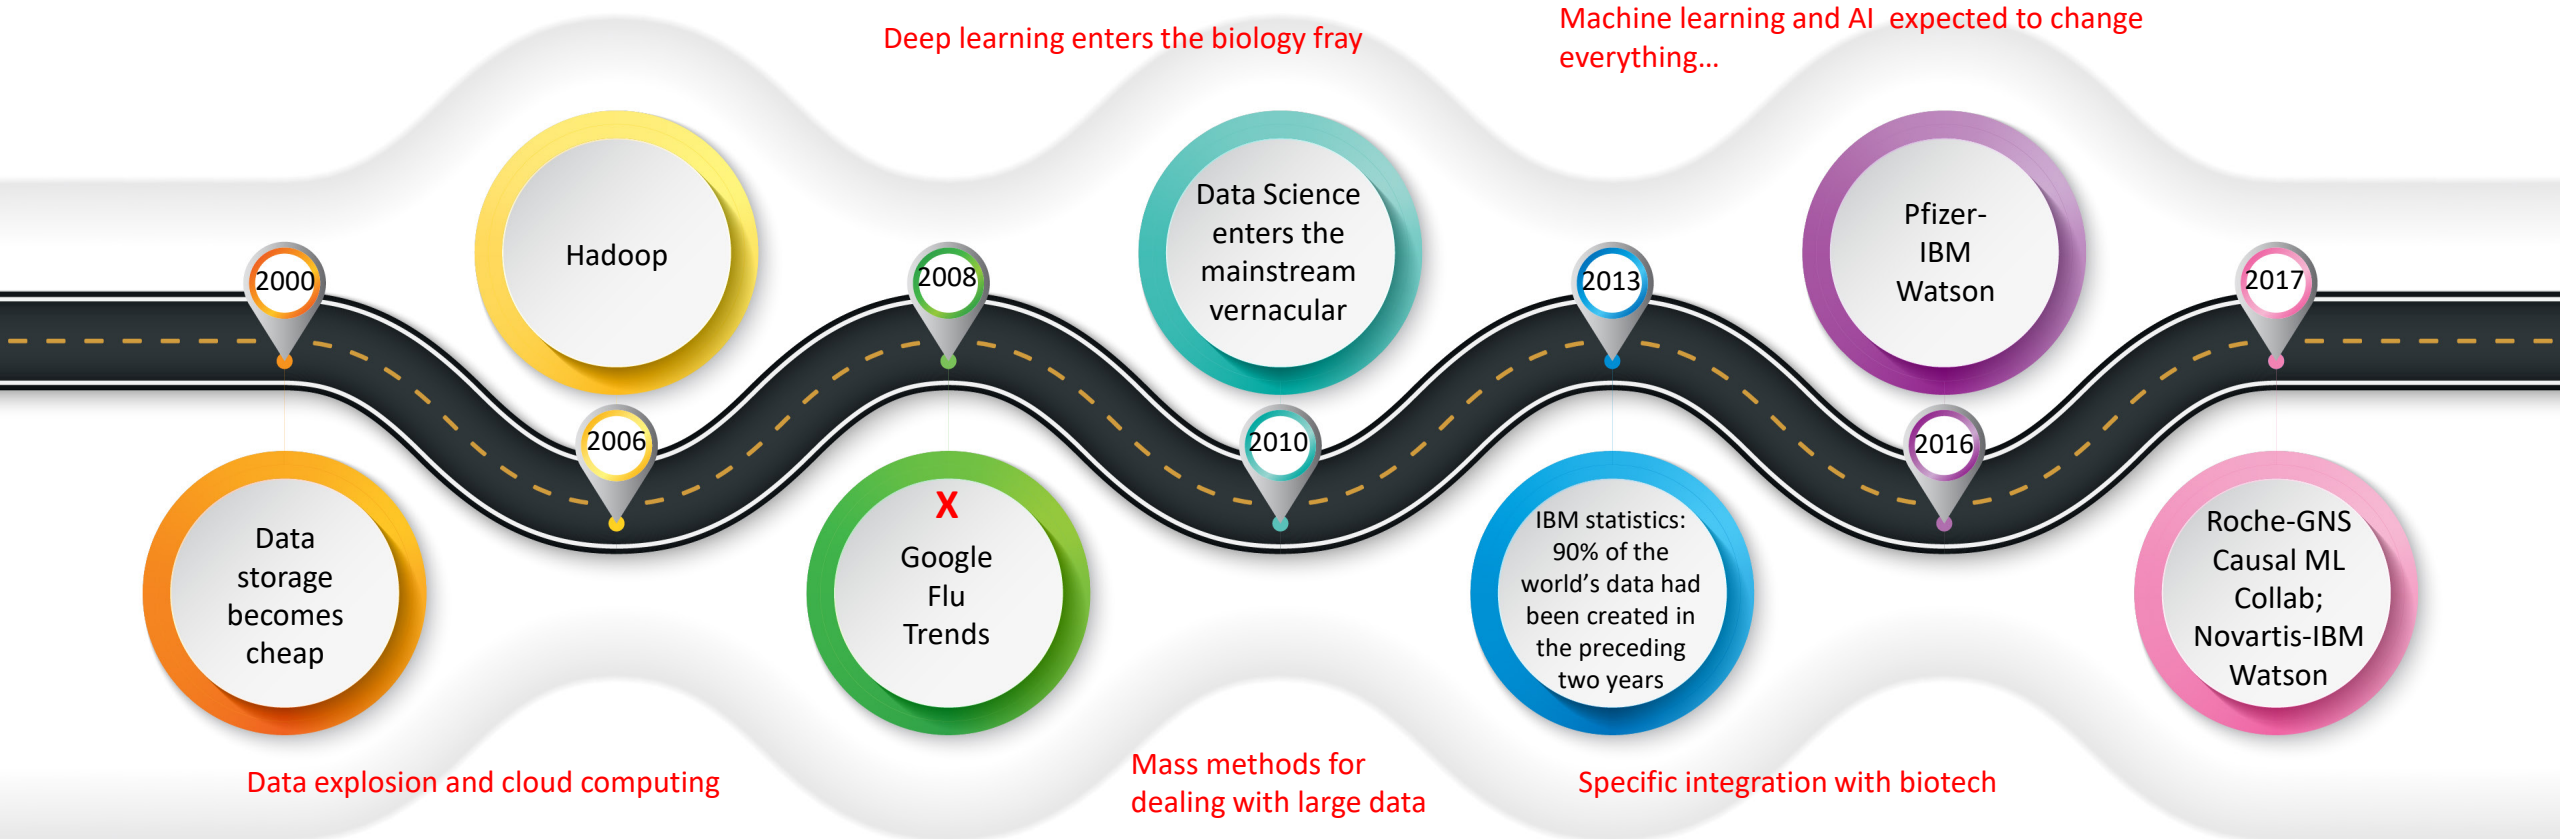 Deep learning enters the biology fray
Machine learning and AI  expected to change
everything...
2000
Data
storage
becomes
cheap
Hadoop
2006
2008
X
Google
Flu
Trends
Data Science
enters the
mainstream
vernacular
2010
2013
IBM statistics:
90% of the
world’s data had
been created in
the preceding
two years
Pfizer-
IBM
Watson
2016
2017
Roche-GNS
Causal ML
Collab;
Novartis-IBM
Watson
Data explosion and cloud computing
Mass methods for
dealing with large data
Specific integration with biotech